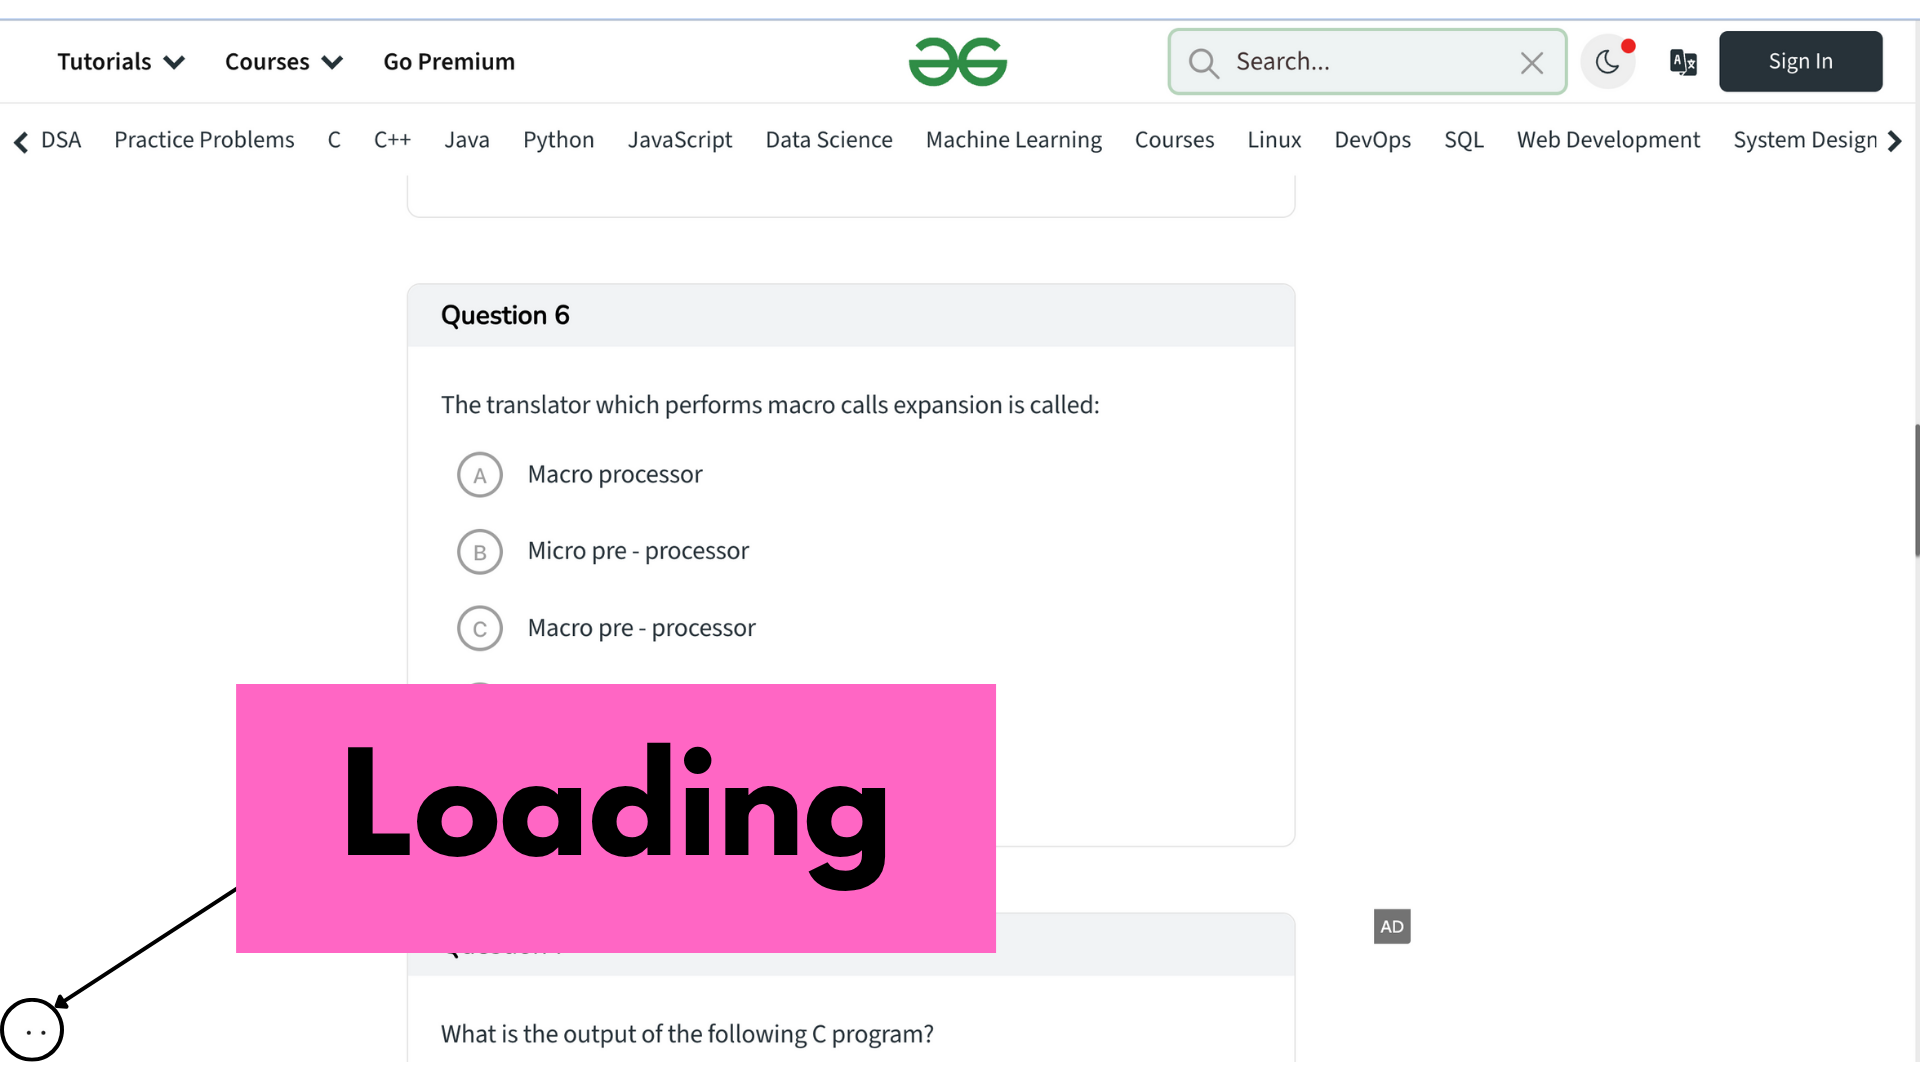 Tutorials Courses Go Premium Search... Sign In
DSA Practice Problems C C++ Java Python JavaScript Data Science Machine Learning Courses Linux DevOps SQL Web Development System Design
Question 6
The translator which performs macro calls expansion is called:
A Macro processor
B Micro pre - processor
C Macro pre - processor
Loading
AD
What is the output of the following C program?